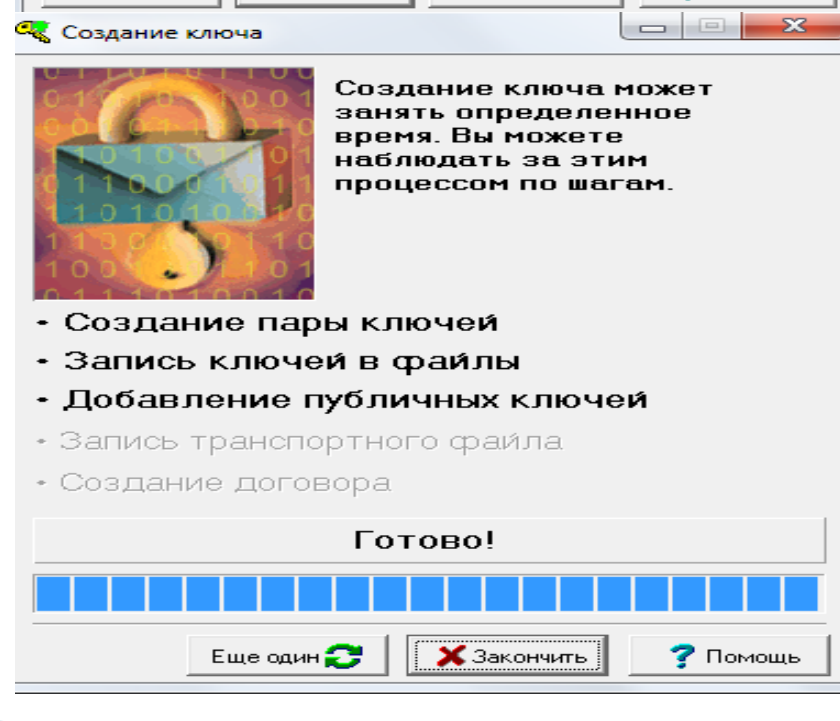 Создание ключа
Создание ключа может
занять определенное
время. Вы можете
наблюдать за этим
процессом по шагам.
• Создание пары ключей
• Запись ключей в файлы
• Добавление публичных ключей
• Запись транспортного файла
• Создание договора
Готово!
Еще один
Закончить
Помощь